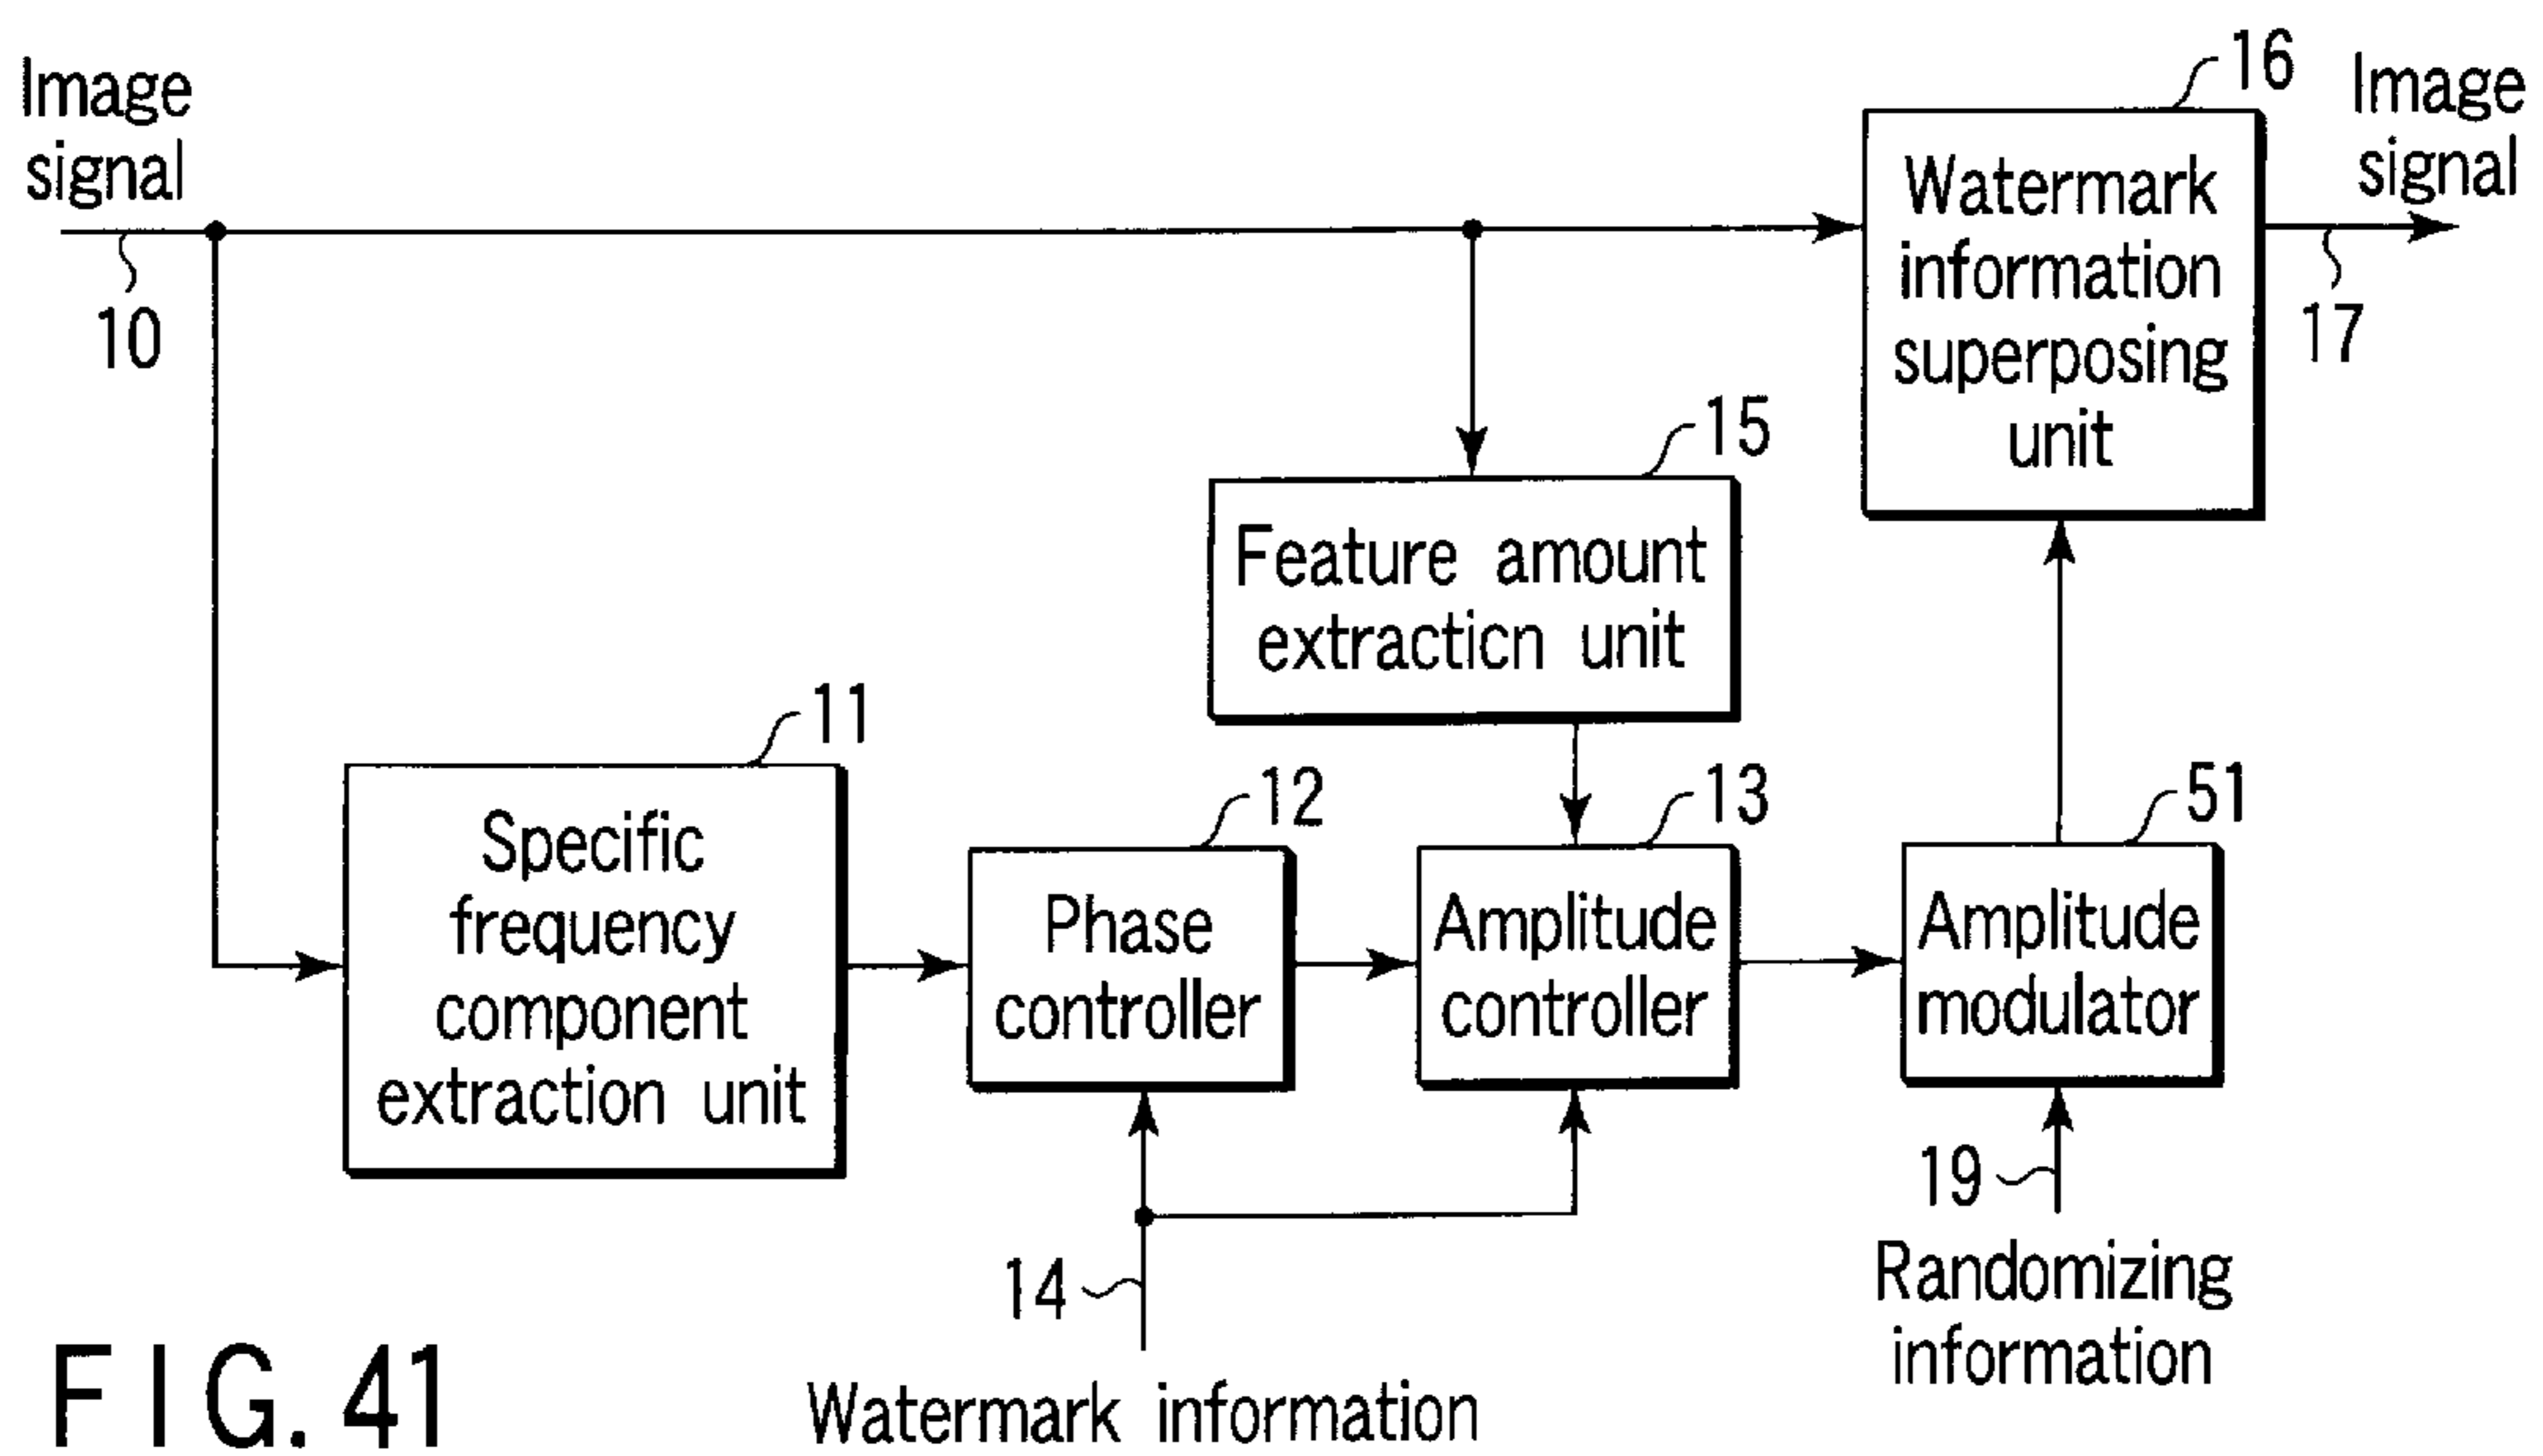 Image
signal
10
16
Image
signal
17
Watermark
information
superposing
unit
15
Feature amount
extracticn unit
11
Specific
frequency
component
extraction unit
12
Phase
controller
13
Amplitude
controller
51
Amplitude
modulator
14
Watermark information
19
Randomizing
information
FIG. 41